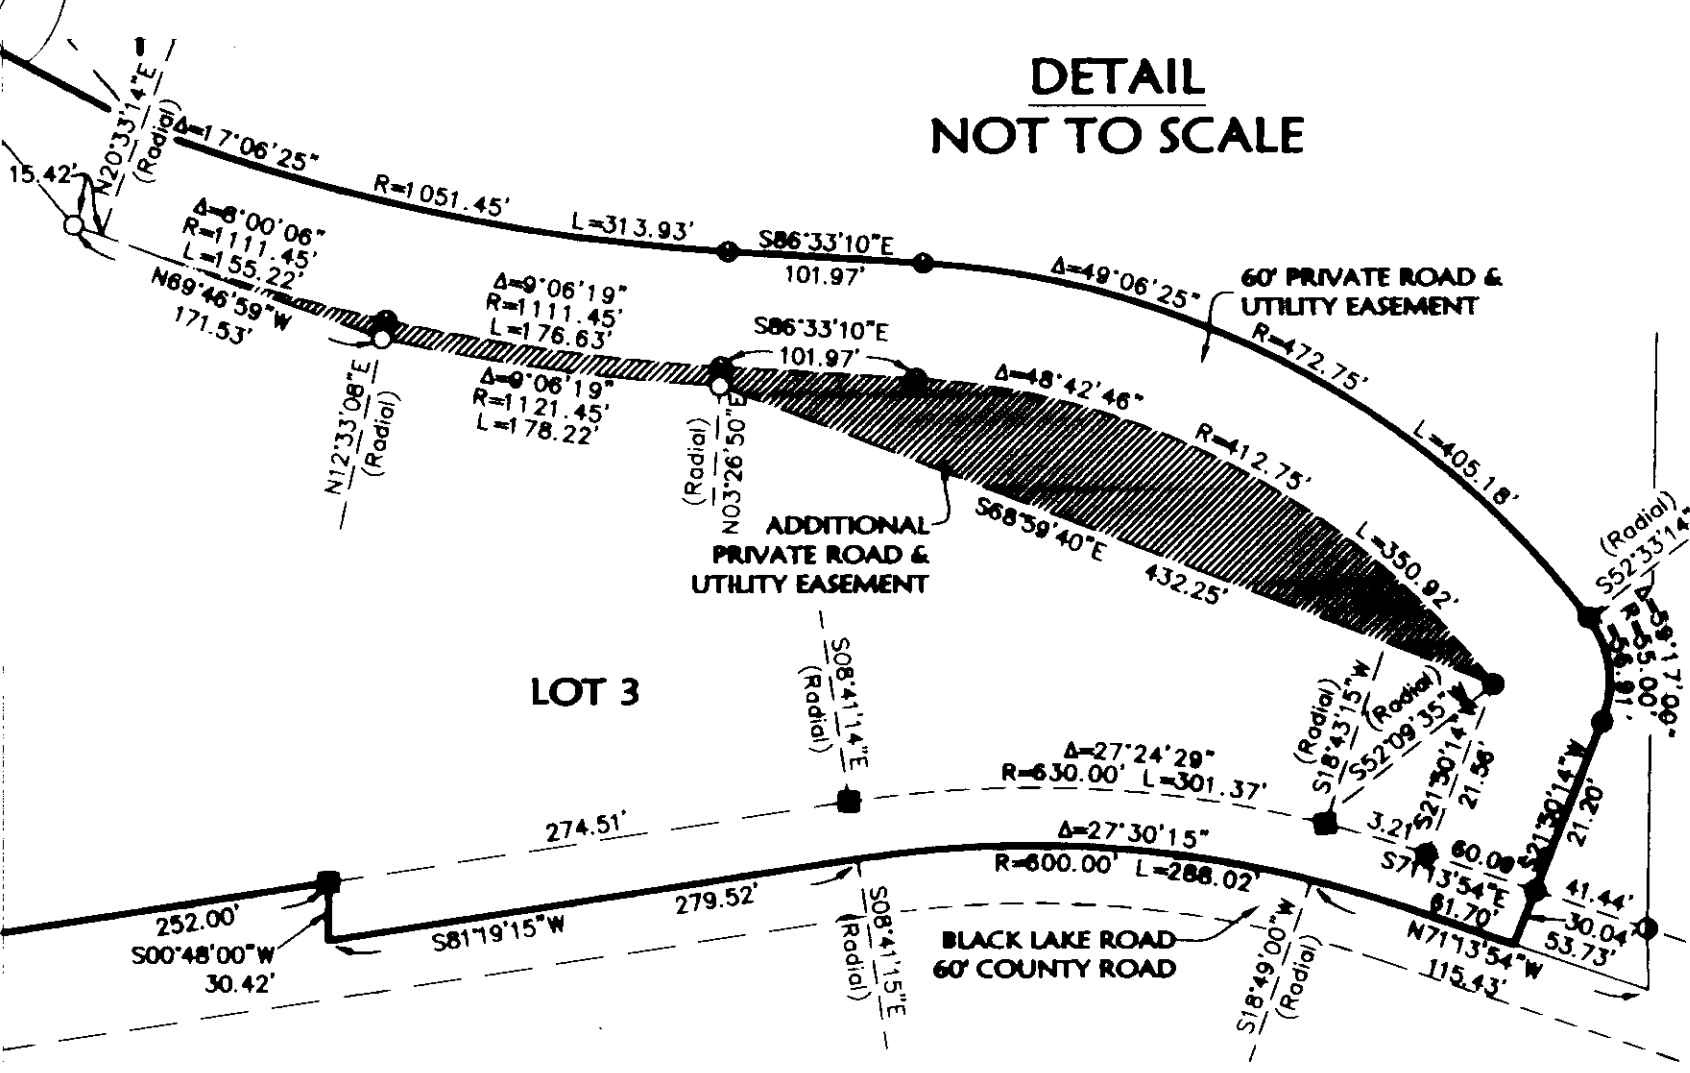 DETAIL
NOT TO SCALE
N20°33'14"E
(Radial)
15.42'
Δ=17°06'25"
R=1051.45'
L=313.93'
S86°33'10"E
101.97'
Δ=49°06'25"
R=472.75'
L=405.18'
60' PRIVATE ROAD &
UTILITY EASEMENT
Δ=8°00'06"
R=1111.45'
L=155.22'
N69°46'59"W
171.53'
Δ=9°06'19"
R=1111.45'
L=176.63'
Δ=9°06'19"
R=1121.45'
L=178.22'
S86°33'10"E
101.97'
Δ=48°42'46"
R=412.75'
L=350.92'
N12°33'08"E
(Radial)
N03°26'50"E
(Radial)
S68°59'40"E
432.25'
ADDITIONAL
PRIVATE ROAD &
UTILITY EASEMENT
(Radial)
S52°33'14"
Δ=59°17'00"
R=55.00'
L=56.91'
LOT 3
S08°41'14"E
(Radial)
(Radial)
S18°43'15"W
(Radial)
S52°09'35"W
S21°30'14"W
21.56'
S21°30'14"W
21.20'
Δ=27°24'29"
R=630.00' L=301.37'
274.51'
3.21'
S71°13'54"E
60.08'
61.70'
41.44'
30.04'
53.73'
Δ=27°30'15"
R=600.00' L=288.02'
252.00'
S00°48'00"W
30.42'
S81°19'15"W
279.52'
S08°41'15"E
(Radial)
BLACK LAKE ROAD
60' COUNTY ROAD
S18°49'00"W
(Radial)
N71°13'54"W
115.43'